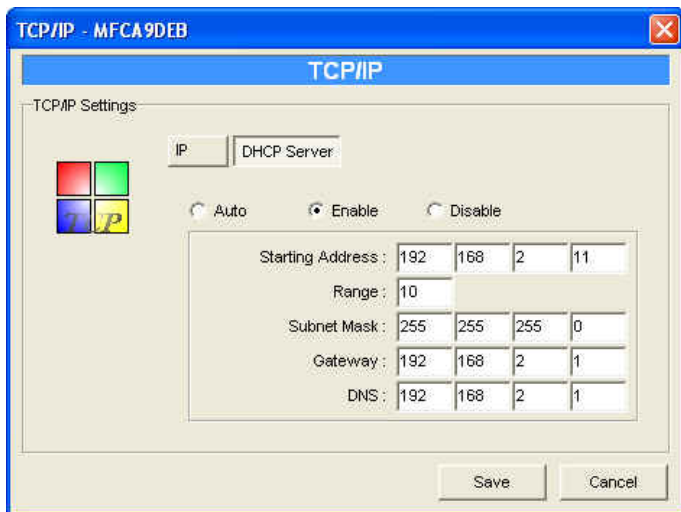 TCP/IP - MFCA9DEB
TCP/IP
TCP/IP Settings
IP DHCP Server
T IP
Auto Enable Disable
Starting Address : 192 168 2 11
Range : 10
Subnet Mask : 255 255 255 0
Gateway : 192 168 2 1
DNS : 192 168 2 1
Save Cancel